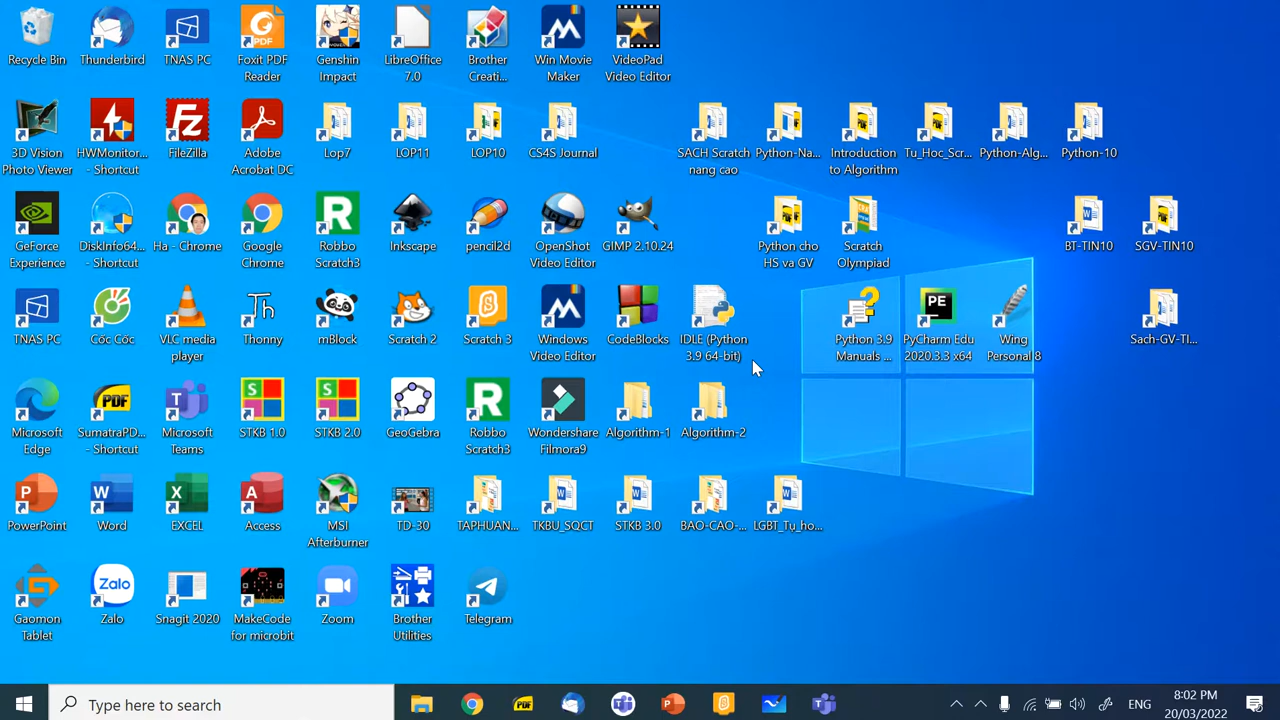 Recycle Bin
Thunderbird
TNAS PC
Foxit PDF
Reader
Genshin
Impact
LibreOffice
7.0
Brother
Creati...
Win Movie
Maker
VideoPad
Video Editor
3D Vision
Photo Viewer
HWMonitor...
- Shortcut
FileZilla
Adobe
Acrobat DC
Lop7
LOP11
LOP10
CS4S Journal
SACH Scratch
nang cao
Python-Na...
Introduction
to Algorithm
Tu_Hoc_Scr...
Python-Alg...
Python-10
GeForce
Experience
DiskInfo64...
- Shortcut
Ha - Chrome
Google
Chrome
Robbo
Scratch3
Inkscape
pencil2d
OpenShot
Video Editor
GIMP 2.10.24
Python cho
HS va GV
Scratch
Olympiad
BT-TIN10
SGV-TIN10
TNAS PC
Cốc Cốc
VLC media
player
Thonny
mBlock
Scratch 2
Scratch 3
Windows
Video Editor
CodeBlocks
IDLE (Python
3.9 64-bit)
Python 3.9
Manuals ...
PyCharm Edu
2020.3.3 x64
Wing
Personal 8
Sach-GV-TI...
Microsoft
Edge
SumatraPD...
- Shortcut
Microsoft
Teams
STKB 1.0
STKB 2.0
GeoGebra
Robbo
Scratch3
Wondershare
Filmora9
Algorithm-1
Algorithm-2
PowerPoint
Word
EXCEL
Access
MSI
Afterburner
TD-30
TAPHUAN...
TKBU_SQCT
STKB 3.0
BAO-CAO-...
LGBT_Tụ_ho...
Gaomon
Tablet
Zalo
Snagit 2020
MakeCode
for microbit
Zoom
Brother
Utilities
Telegram
Type here to search
ENG
8:02 PM
20/03/2022